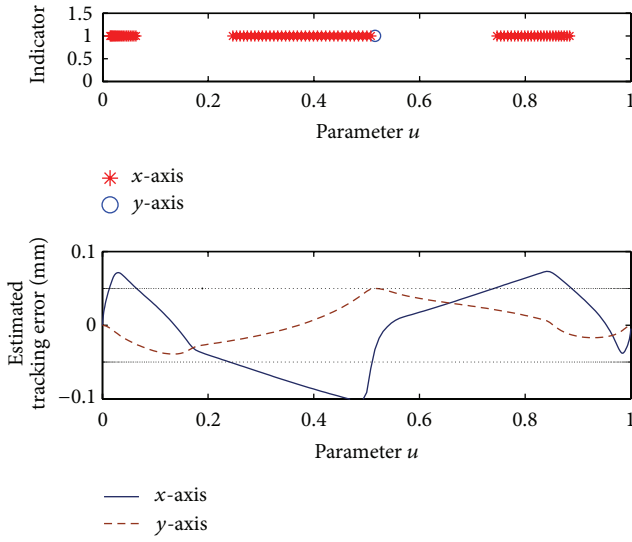 1.5
1
0.5
0
Indicator
0
0.2
0.4
0.6
0.8
1
Parameter u
x-axis
y-axis
0.1
0
−0.1
Estimated
tracking error (mm)
0
0.2
0.4
0.6
0.8
1
Parameter u
x-axis
y-axis